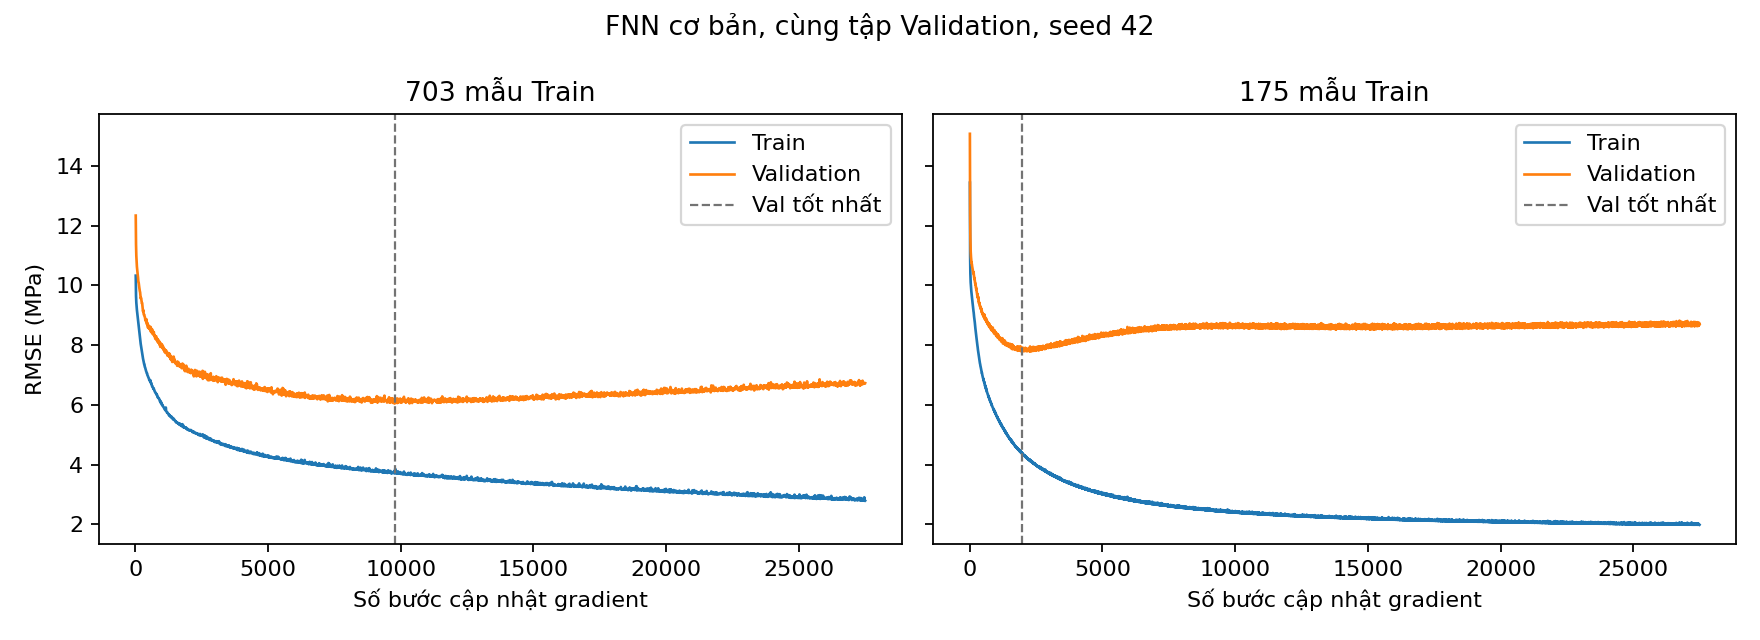 FNN cơ bản, cùng tập Validation, seed 42
703 mẫu Train
RMSE (MPa)
14
12
10
8
6
4
2
0
5000
10000
15000
20000
25000
Số bước cập nhật gradient
Train
Validation
Val tốt nhất
175 mẫu Train
0
5000
10000
15000
20000
25000
Số bước cập nhật gradient
Train
Validation
Val tốt nhất